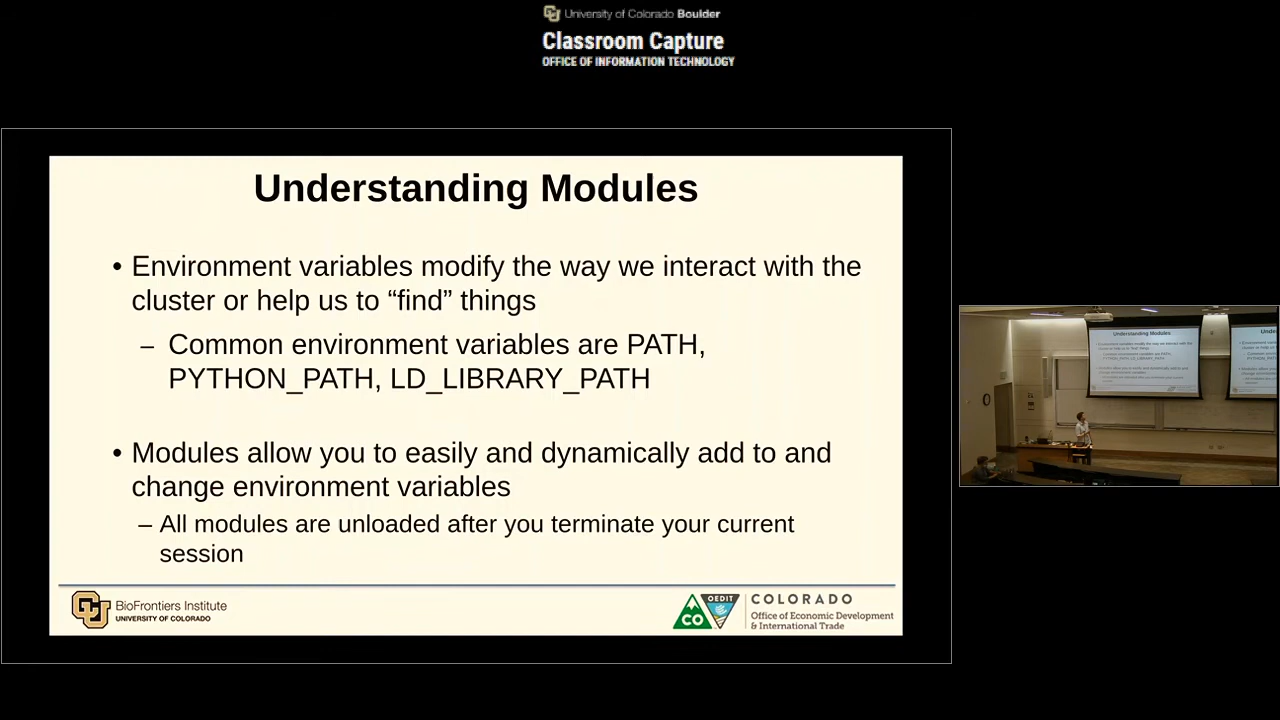 University of Colorado Boulder
Classroom Capture
OFFICE OF INFORMATION TECHNOLOGY
Understanding Modules
• Environment variables modify the way we interact with the
cluster or help us to “find” things
– Common environment variables are PATH,
PYTHON_PATH, LD_LIBRARY_PATH
• Modules allow you to easily and dynamically add to and
change environment variables
– All modules are unloaded after you terminate your current
session
BioFrontiers Institute
UNIVERSITY OF COLORADO
CO
OEDIT
COLORADO
Office of Economic Development
& International Trade
Understanding Modules